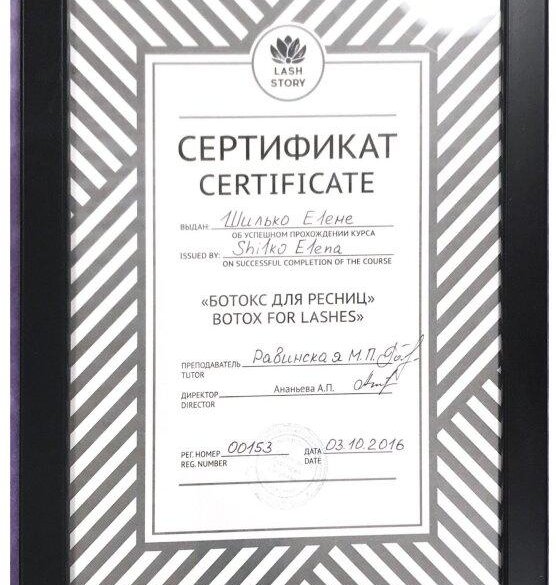 LASH
STORY
СЕРТИФИКАТ
CERTIFICATE
ВЫДАН: Шилько Елене
ОБ УСПЕШНОМ ПРОХОЖДЕНИИ КУРСА
ISSUED BY: Shilko Elena
ON SUCCESSFUL COMPLETION OF THE COURSE
«БОТОКС ДЛЯ РЕСНИЦ»
BOTOX FOR LASHES»
ПРЕПОДАВАТЕЛЬ Равинская М.П.
TUTOR
ДИРЕКТОР Ананьева А.П.
DIRECTOR
РЕГ. НОМЕР 00153 ДАТА 03.10.2016
REG. NUMBER DATE